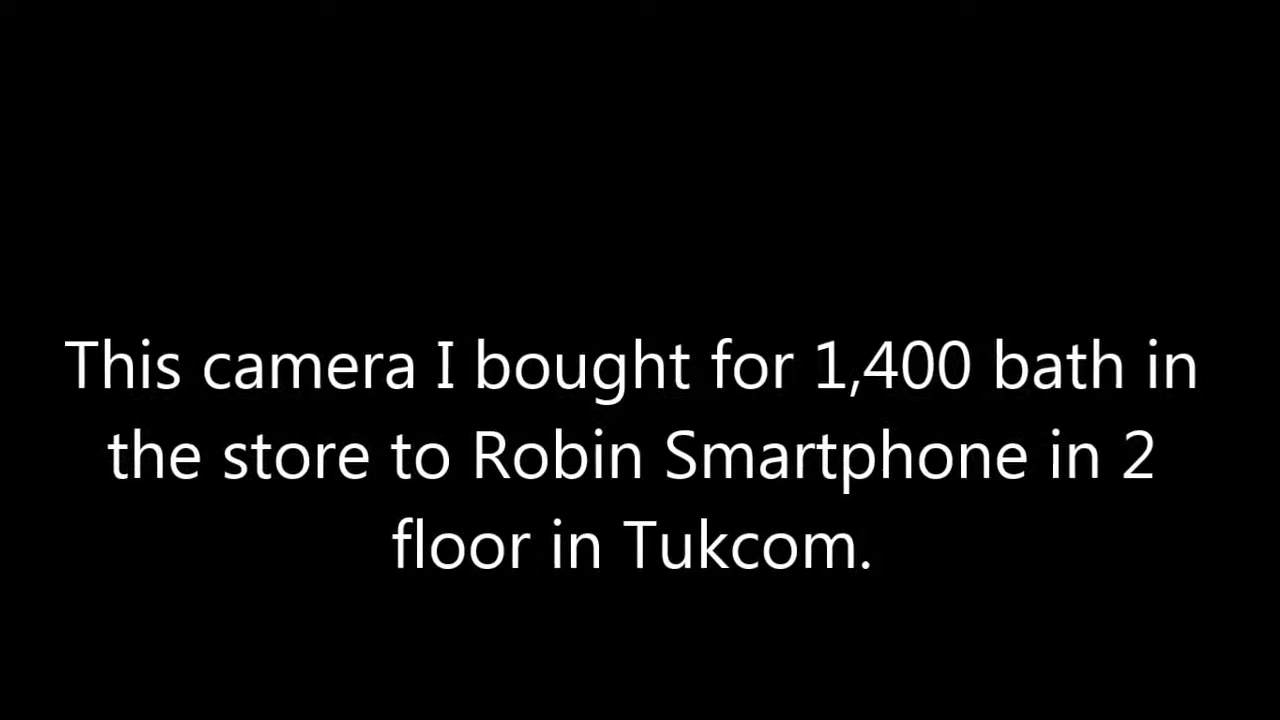 This camera I bought for 1,400 bath in
the store to Robin Smartphone in 2
floor in Tukcom.